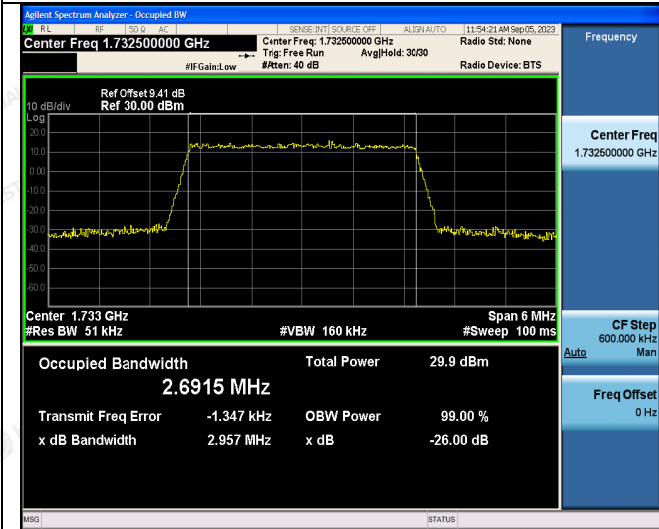 Agilent Spectrum Analyzer - Occupied BW
RL RF 50 Ω AC SENSE:INT SOURCE OFF ALIGN AUTO 11:54:21 AM Sep 05, 2023
Center Freq 1.732500000 GHz
Center Freq: 1.732500000 GHz
Radio Std: None
Trig: Free Run Avg|Hold: 30/30
#IFGain:Low #Atten: 40 dB Radio Device: BTS
Frequency
Ref Offset 9.41 dB
10 dB/div Ref 30.00 dBm
Log
20.0
10.0
0.00
-10.0
-20.0
-30.0
-40.0
-50.0
-60.0
Center 1.733 GHz Span 6 MHz
#Res BW 51 kHz #VBW 160 kHz #Sweep 100 ms
Center Freq
1.732500000 GHz
CF Step
600.000 kHz
Auto Man
Freq Offset
0 Hz
Occupied Bandwidth Total Power 29.9 dBm
2.6915 MHz
Transmit Freq Error -1.347 kHz OBW Power 99.00 %
x dB Bandwidth 2.957 MHz x dB -26.00 dB
MSG STATUS